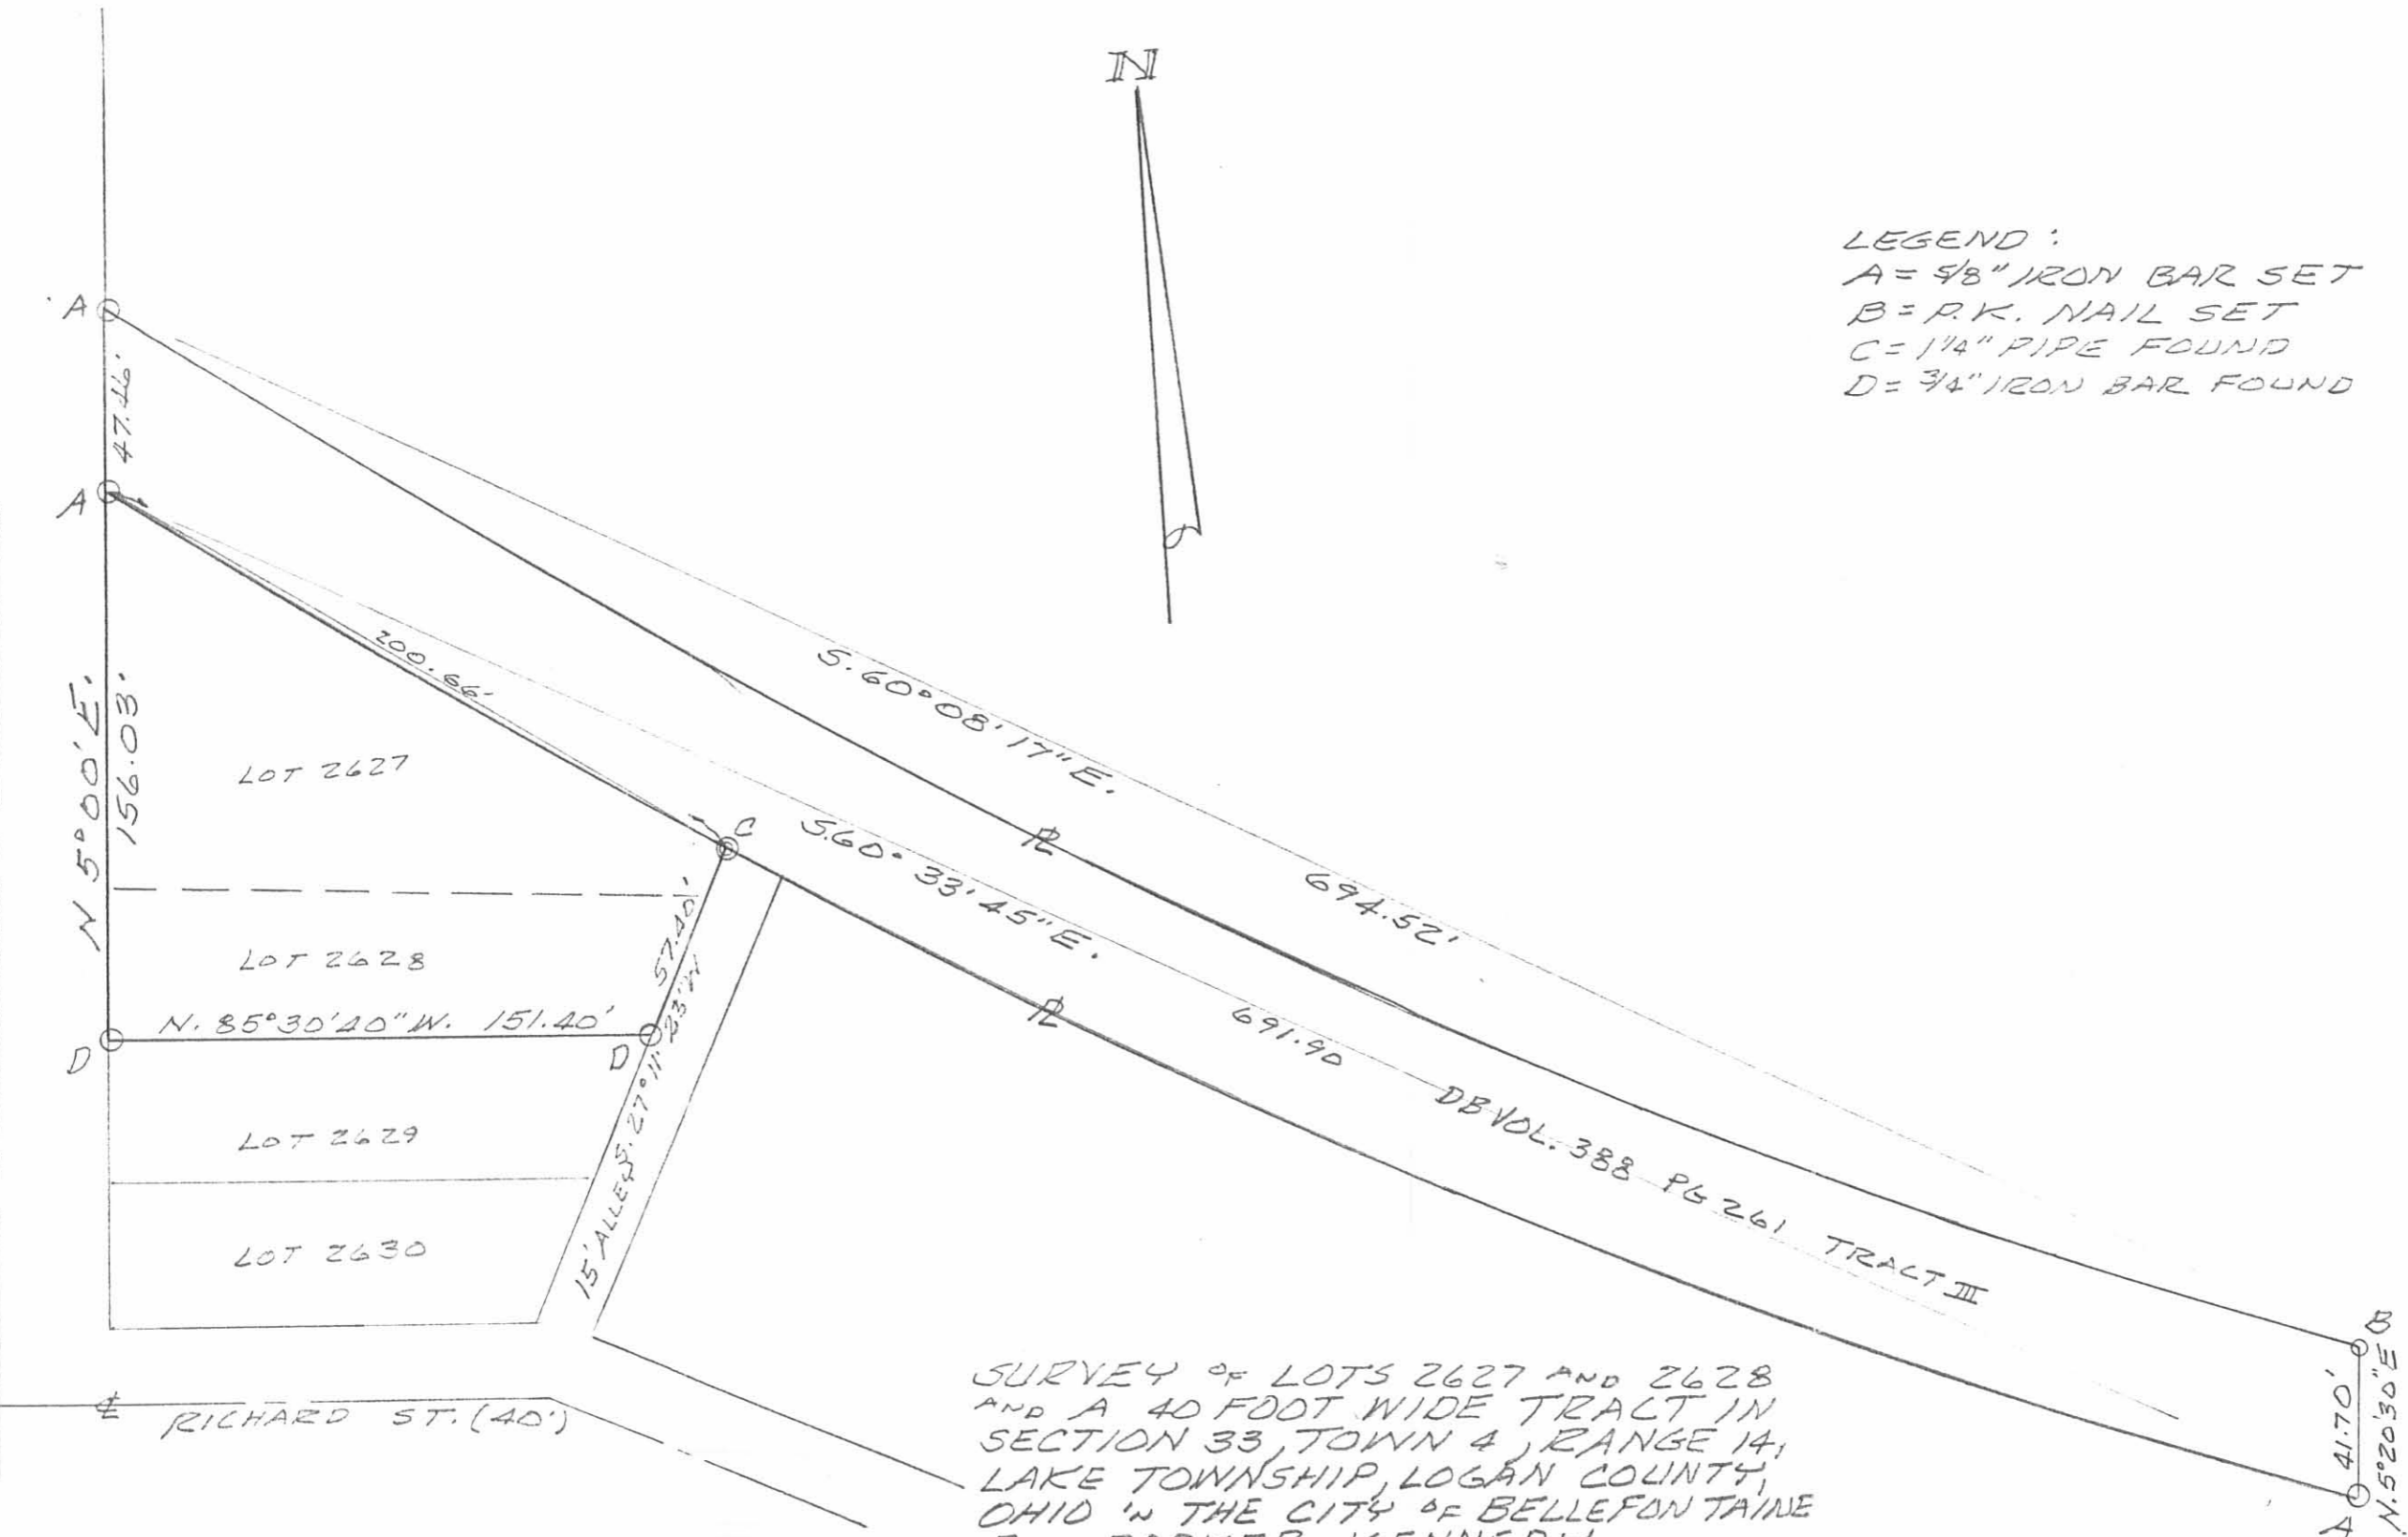 N
LEGEND :
A = 5/8" IRON BAR SET
B = P.K. NAIL SET
C = 1"4" PIPE FOUND
D = 3/4" IRON BAR FOUND
A
47.46'
A
200.66'
N 5°00' E.
156.03'
S. 60° 08' 17" E.
694.52'
LOT 2627
C
S.60° 33' 45" E.
691.90
PL
PL
LOT 2628
57.40'
N. 85°30'40" W. 151.40'
D
D
S. 27° 11' 23" W
15' ALLEY
LOT 2629
LOT 2630
DB VOL. 388 PG 261 TRACT III
B
41.70'
N. 5°20'30" E
A
℄ RICHARD ST. (40')
SURVEY OF LOTS 2627 AND 2628
AND A 40 FOOT WIDE TRACT IN
SECTION 33, TOWN 4, RANGE 14,
LAKE TOWNSHIP, LOGAN COUNTY,
OHIO IN THE CITY OF BELLEFONTAINE